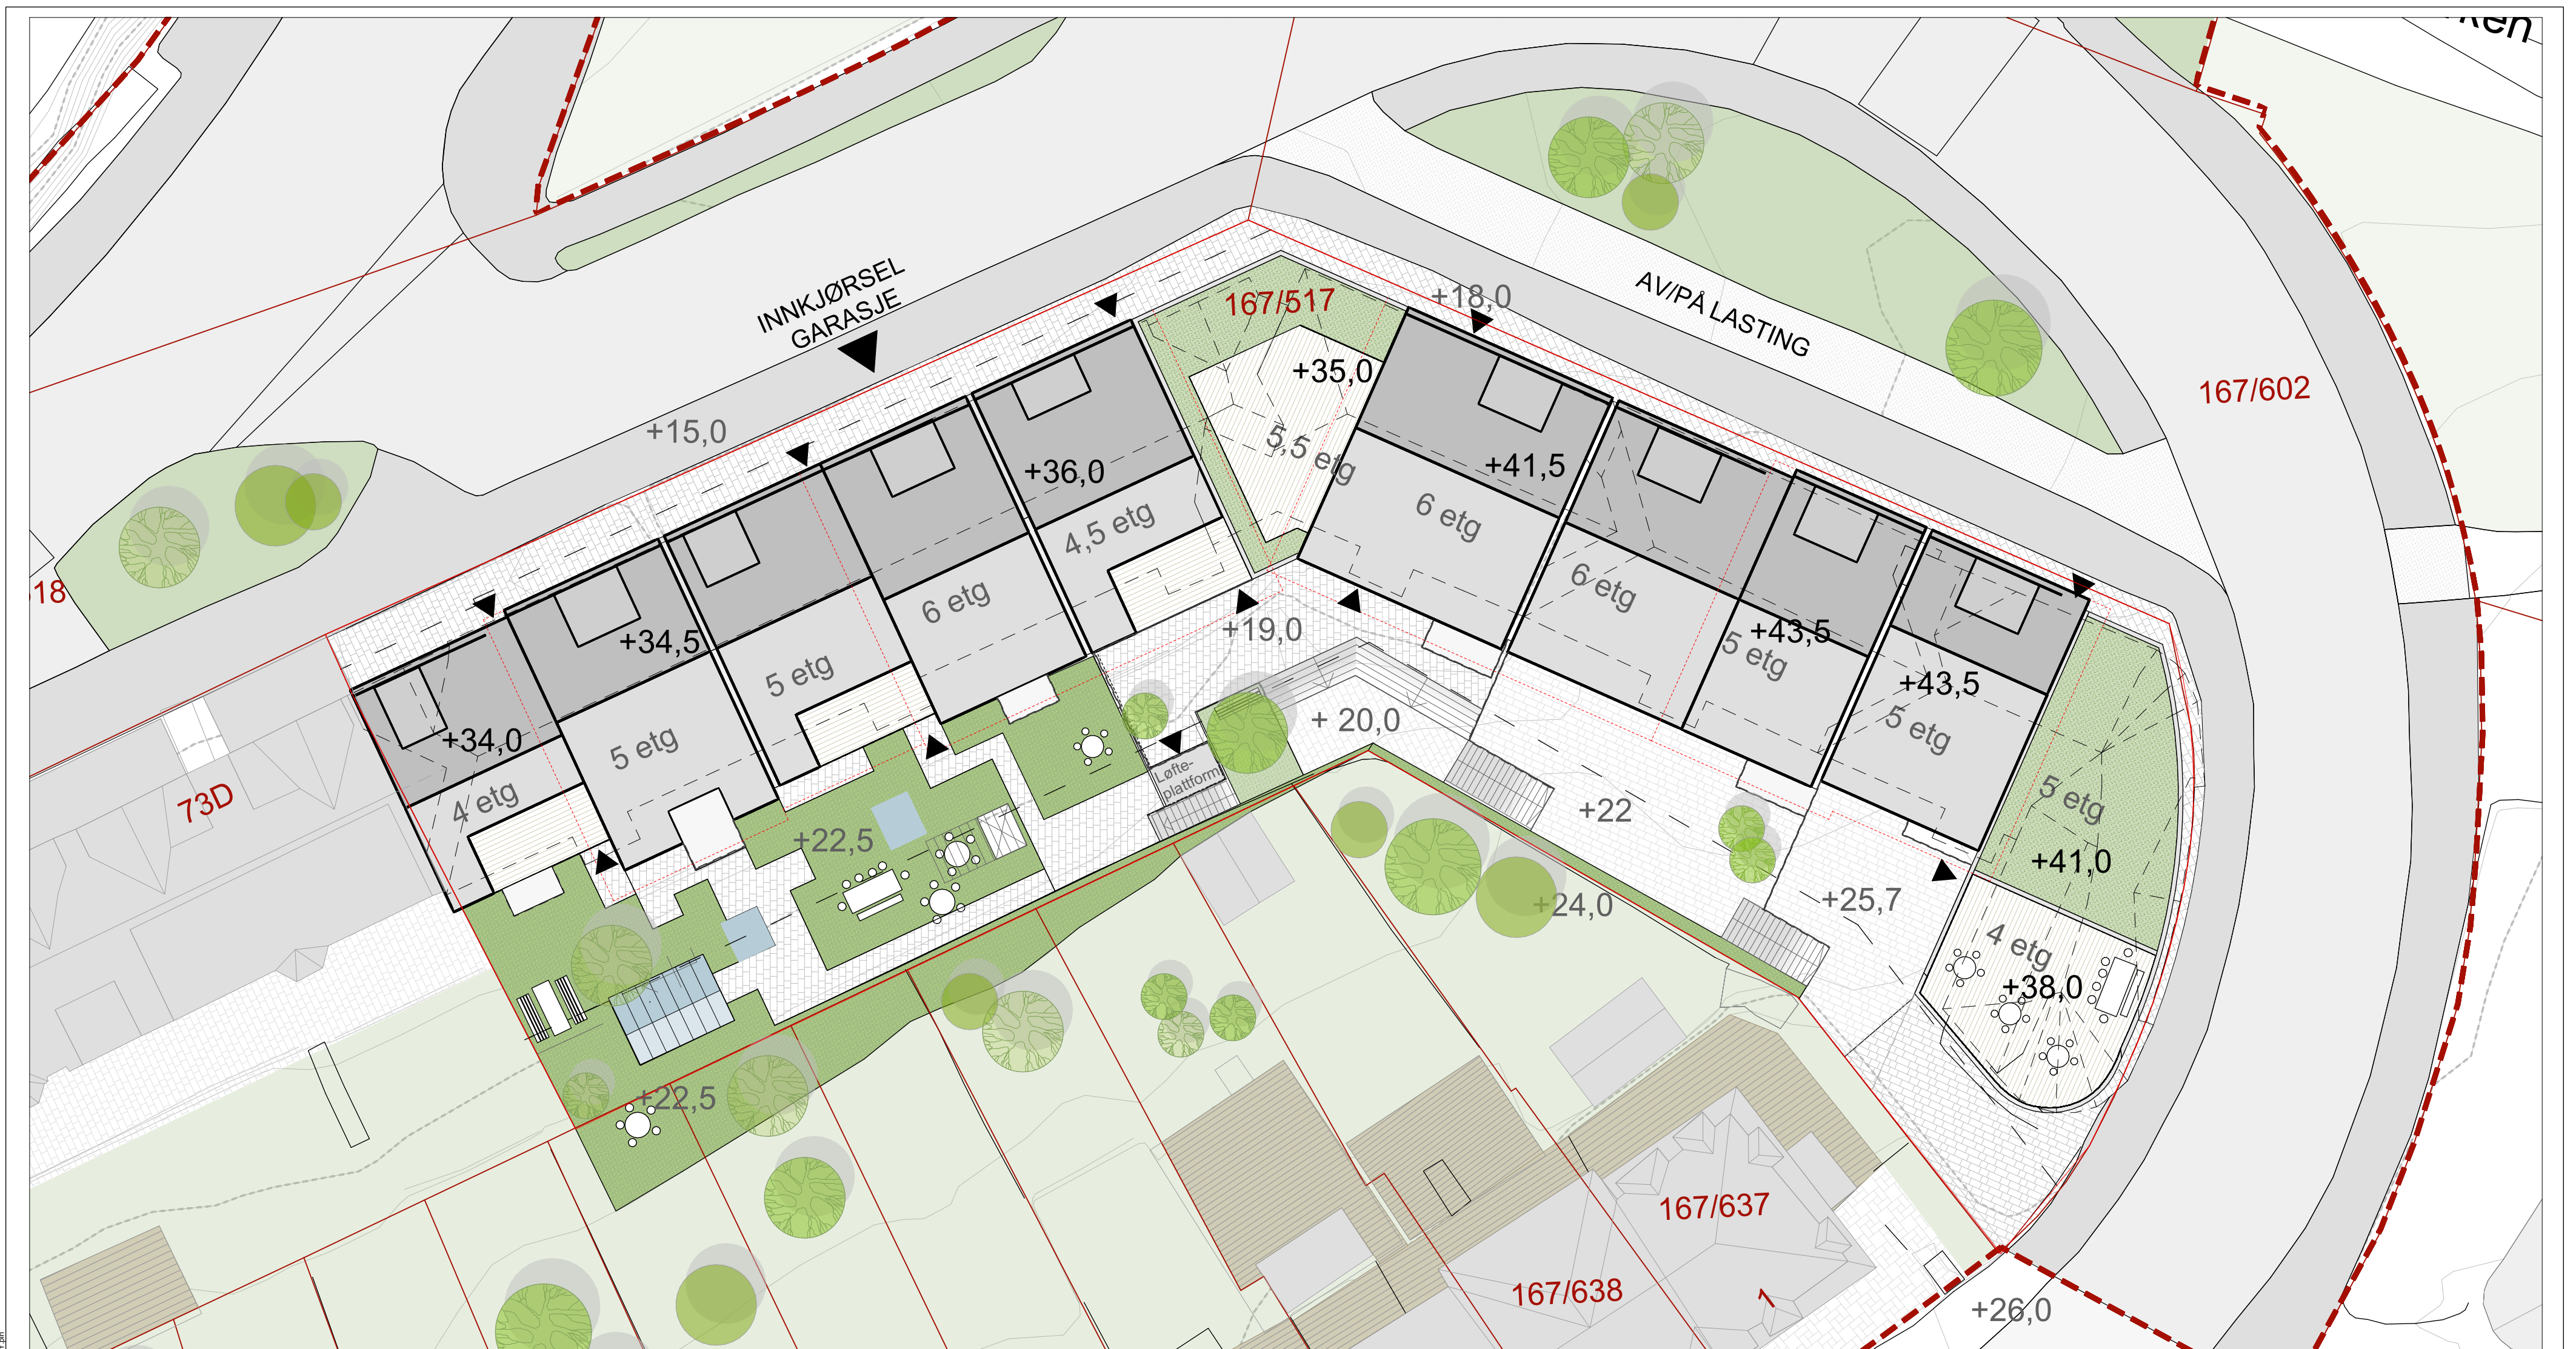 INNKJØRSEL
GARASJE
167/517
+18,0
AV/PÅ LASTING
+35,0
167/602
+15,0
5,5 etg
+36,0
+41,5
4,5 etg
6 etg
6 etg
6 etg
+34,5
+19,0
5 etg
+43,5
5 etg
5 etg
+43,5
5 etg
+34,0
+ 20,0
4 etg
73D
Løfte-
plattform
+22,5
+22
5 etg
+41,0
+24,0
+25,7
4 etg
+38,0
+22,5
167/637
167/638
1
+26,0